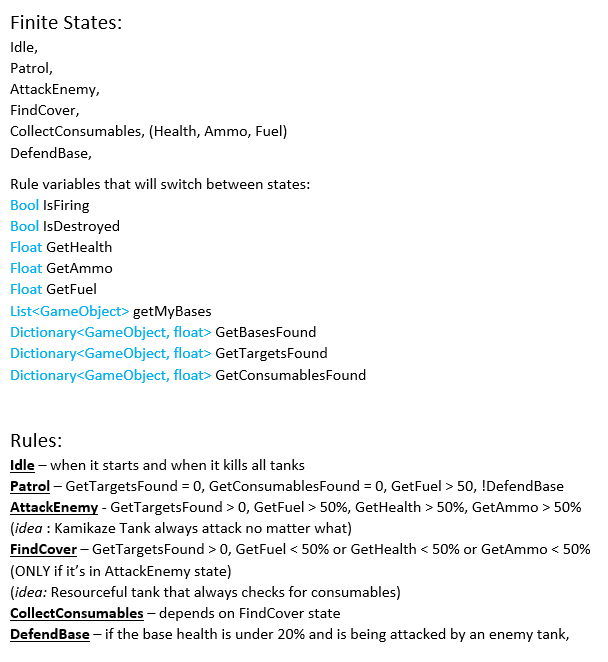 Finite States:
Idle,
Patrol,
AttackEnemy,
FindCover,
CollectConsumables, (Health, Ammo, Fuel)
DefendBase,
Rule variables that will switch between states:
Bool IsFiring
Bool IsDestroyed
Float GetHealth
Float GetAmmo
Float GetFuel
List<GameObject> getMyBases
Dictionary<GameObject, float> GetBasesFound
Dictionary<GameObject, float> GetTargetsFound
Dictionary<GameObject, float> GetConsumablesFound
Rules:
Idle – when it starts and when it kills all tanks
Patrol – GetTargetsFound = 0, GetConsumablesFound = 0, GetFuel > 50, !DefendBase
AttackEnemy - GetTargetsFound > 0, GetFuel > 50%, GetHealth > 50%, GetAmmo > 50%
(idea : Kamikaze Tank always attack no matter what)
FindCover – GetTargetsFound > 0, GetFuel < 50% or GetHealth < 50% or GetAmmo < 50%
(ONLY if it’s in AttackEnemy state)
(idea: Resourceful tank that always checks for consumables)
CollectConsumables – depends on FindCover state
DefendBase – if the base health is under 20% and is being attacked by an enemy tank,